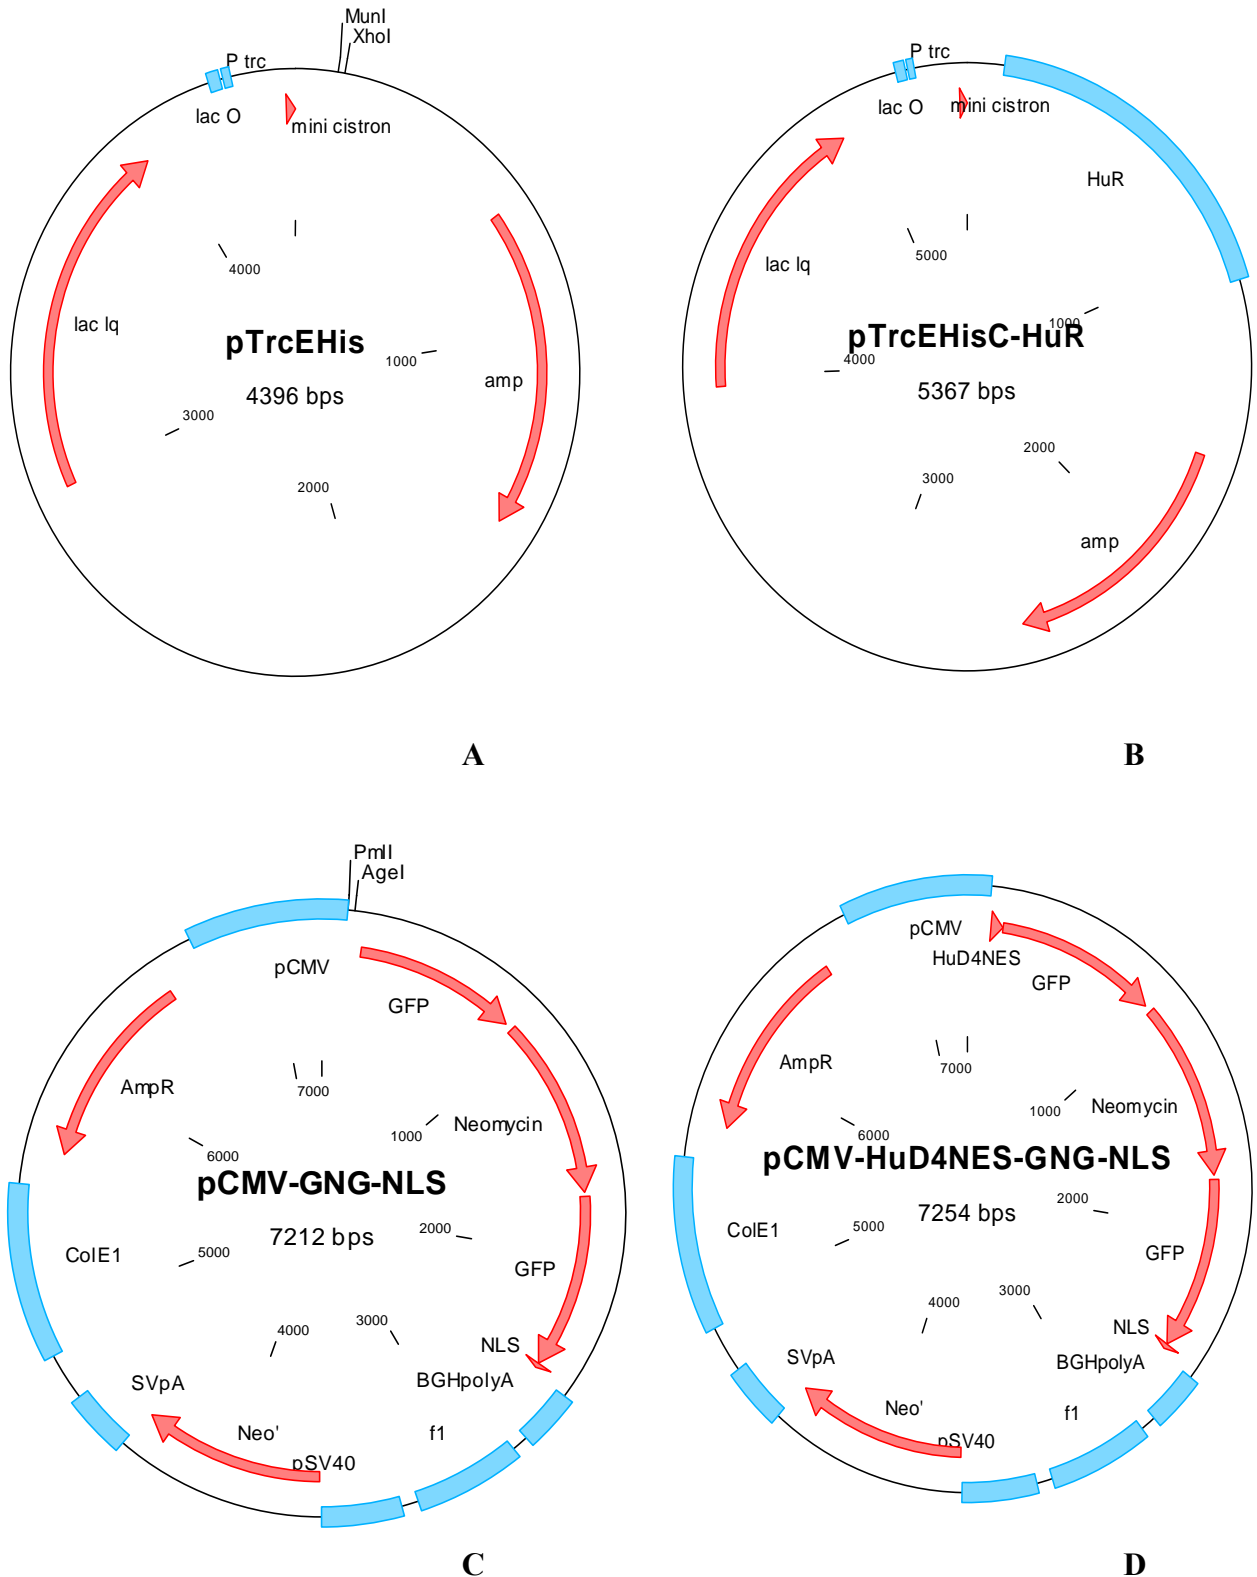 MunI
XhoI
P trc
lac O
mini cistron
4000
lac Iq
pTrcEHis
1000
amp
4396 bps
3000
2000
A
P trc
lac O
mini cistron
HuR
lac Iq
5000
1000
pTrcEHisC-HuR
4000
5367 bps
2000
3000
amp
B
PmlI
AgeI
pCMV
GFP
7000
AmpR
1000
Neomycin
6000
pCMV-GNG-NLS
7212 bps
2000
ColE1
5000
GFP
3000
4000
NLS
SVpA
BGHpolyA
Neo'
f1
pSV40
C
pCMV
HuD4NES
GFP
7000
AmpR
1000
Neomycin
6000
pCMV-HuD4NES-GNG-NLS
7254 bps
2000
ColE1
5000
GFP
3000
4000
NLS
SVpA
BGHpolyA
Neo'
f1
pSV40
D